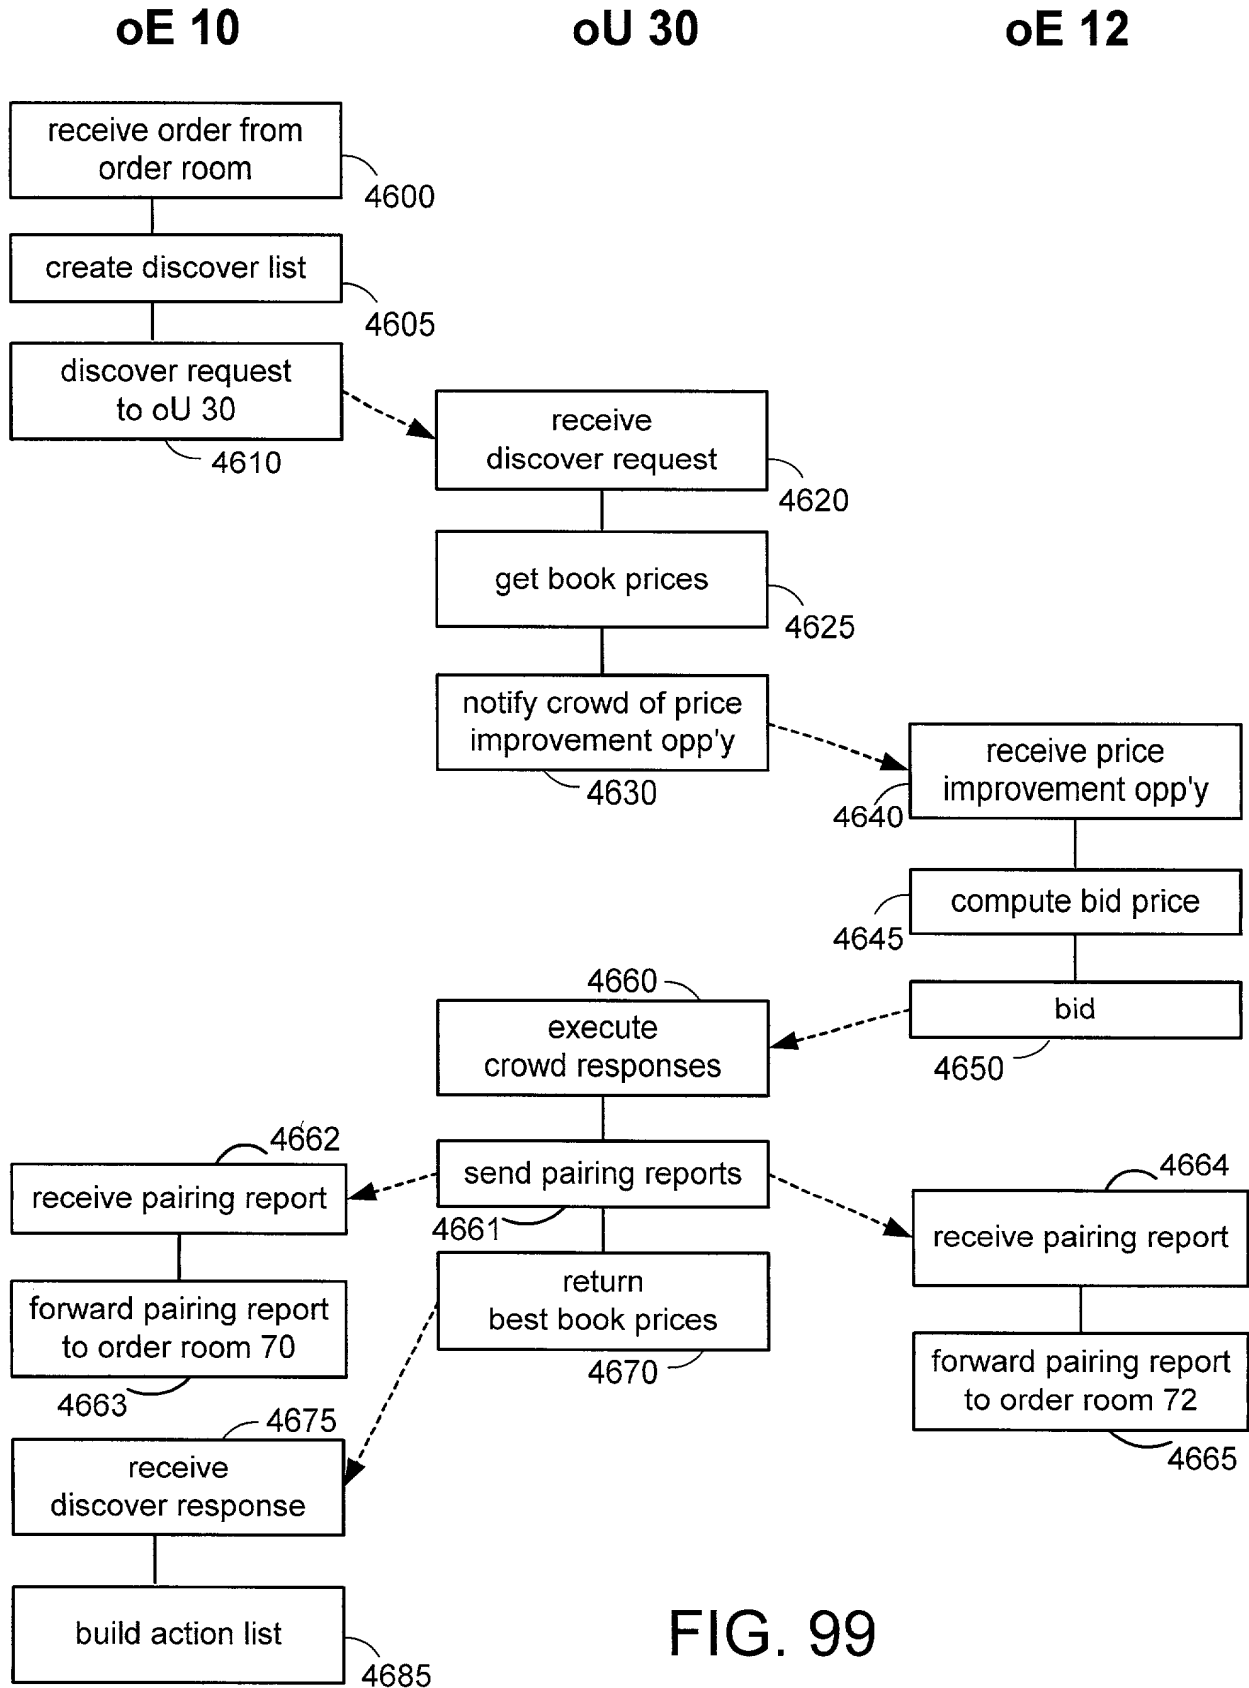 oE 10
oU 30
oE 12
receive order from
order room
4600
create discover list
4605
discover request
to oU 30
4610
receive
discover request
4620
get book prices
4625
notify crowd of price
improvement opp'y
4630
receive price
improvement opp'y
4640
compute bid price
4645
bid
4650
4660
execute
crowd responses
send pairing reports
4661
4662
receive pairing report
forward pairing report
to order room 70
4663
4664
receive pairing report
forward pairing report
to order room 72
4665
return
best book prices
4670
4675
receive
discover response
build action list
4685
FIG. 99